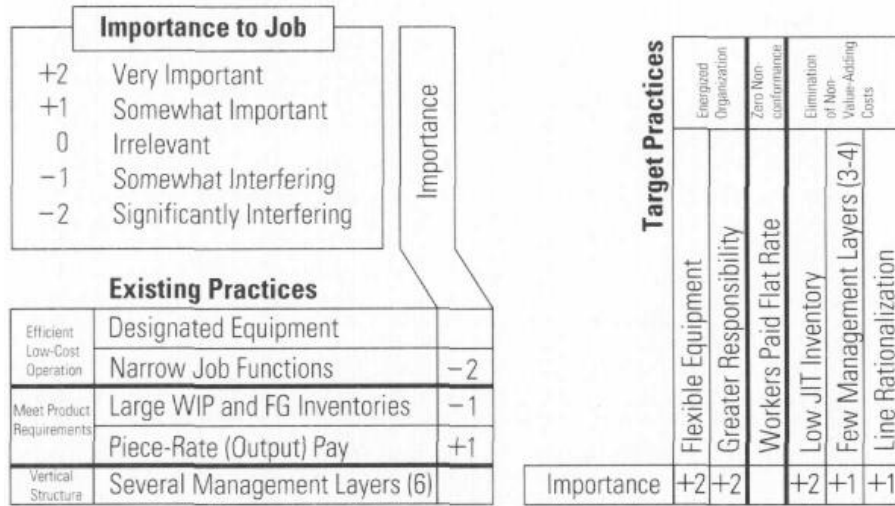 Importance to Job
+2 Very Important
+1 Somewhat Important
0 Irrelevant
−1 Somewhat Interfering
−2 Significantly Interfering
Importance
Existing Practices
Efficient
Low-Cost
Operation
Designated Equipment
Narrow Job Functions −2
Meet Product
Requirements
Large WIP and FG Inventories −1
Piece-Rate (Output) Pay +1
Vertical
Structure
Several Management Layers (6)
Target Practices
Energized
Organization
Zero Non-
conformance
Elimination
of Non-
Value-Adding
Costs
Flexible Equipment
Greater Responsibility
Workers Paid Flat Rate
Low JIT Inventory
Few Management Layers (3-4)
Line Rationalization
Importance +2 +2 +2 +1 +1